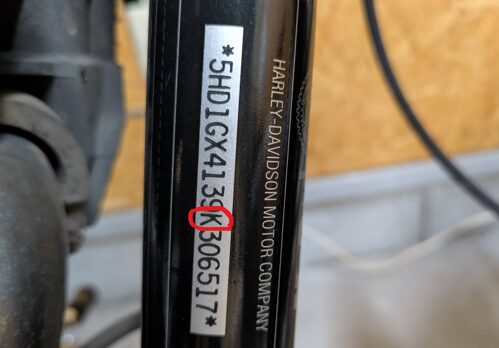 *5HD1GX4139K306517*
HARLEY-DAVIDSON MOTOR COMPANY